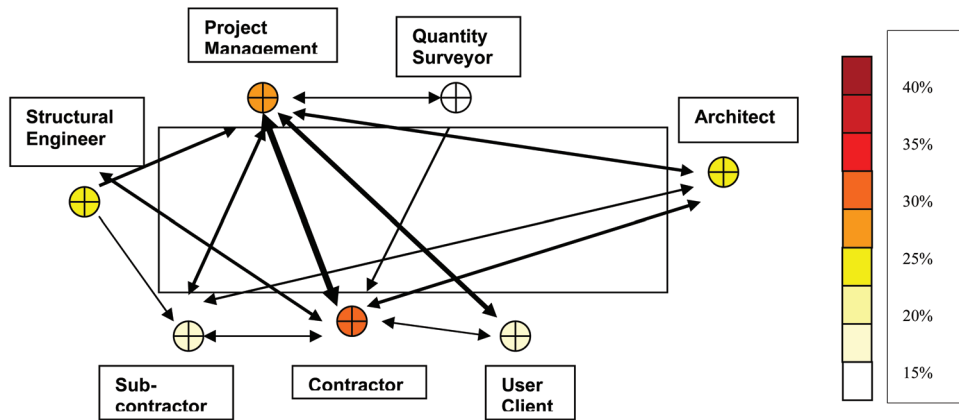 Project
Management
Quantity
Surveyor
Structural
Engineer
Architect
Sub-
contractor
Contractor
User
Client
40%
35%
30%
25%
20%
15%